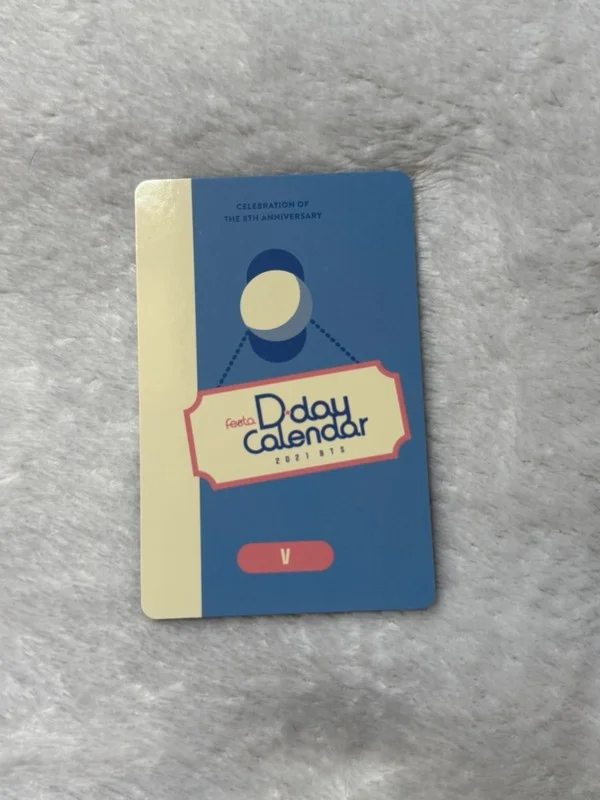 CELEBRATION OF
THE 8TH ANNIVERSARY
festa D-day
Calendar
2021 BTS
V